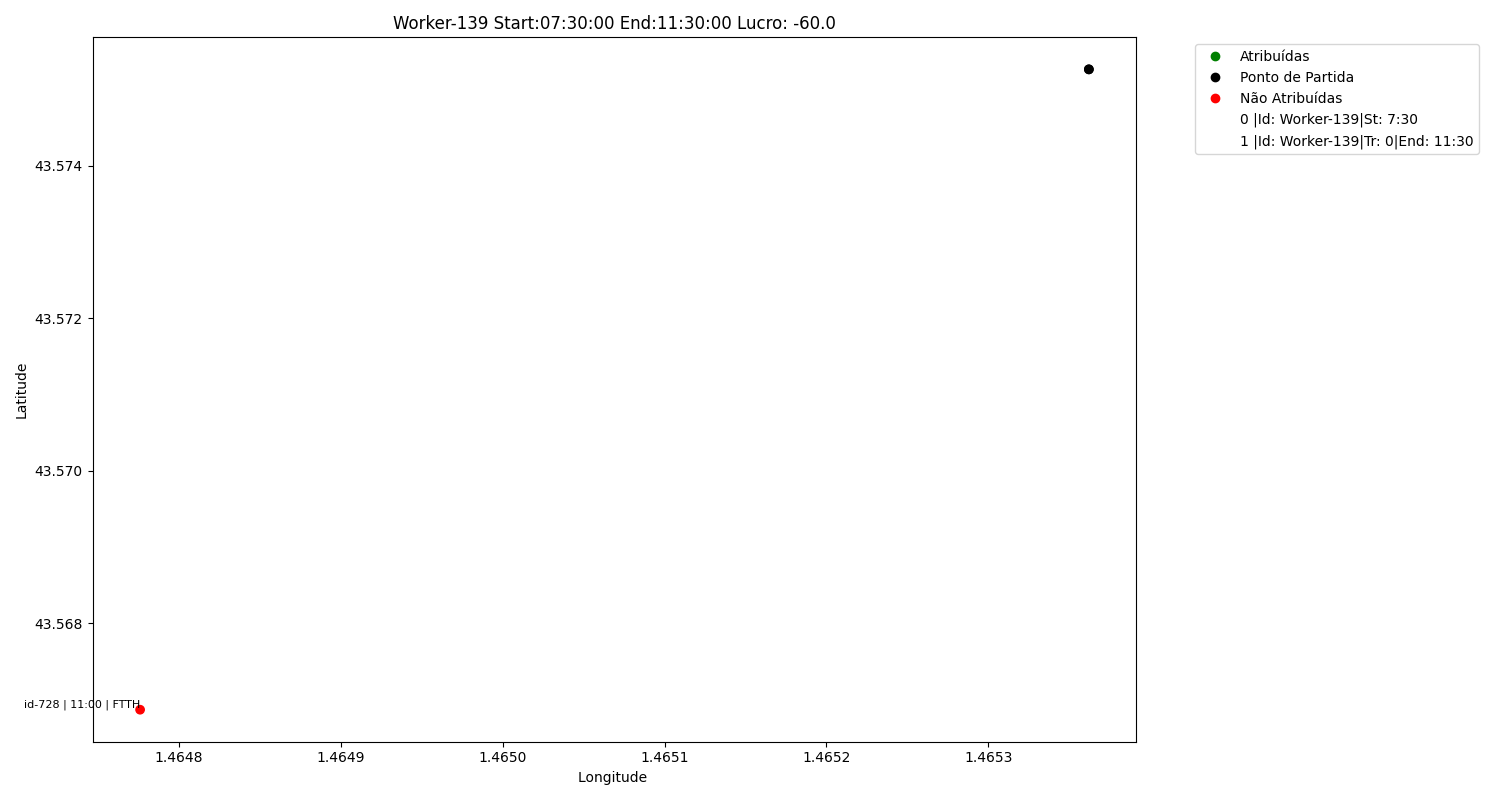 Worker-139 Start:07:30:00 End:11:30:00 Lucro: -60.0
Atribuídas
Ponto de Partida
Não Atribuídas
0 |Id: Worker-139|St: 7:30
1 |Id: Worker-139|Tr: 0|End: 11:30
43.574
43.572
43.570
43.568
Latitude
id-728 | 11:00 | FTTH
1.4648
1.4649
1.4650
1.4651
1.4652
1.4653
Longitude